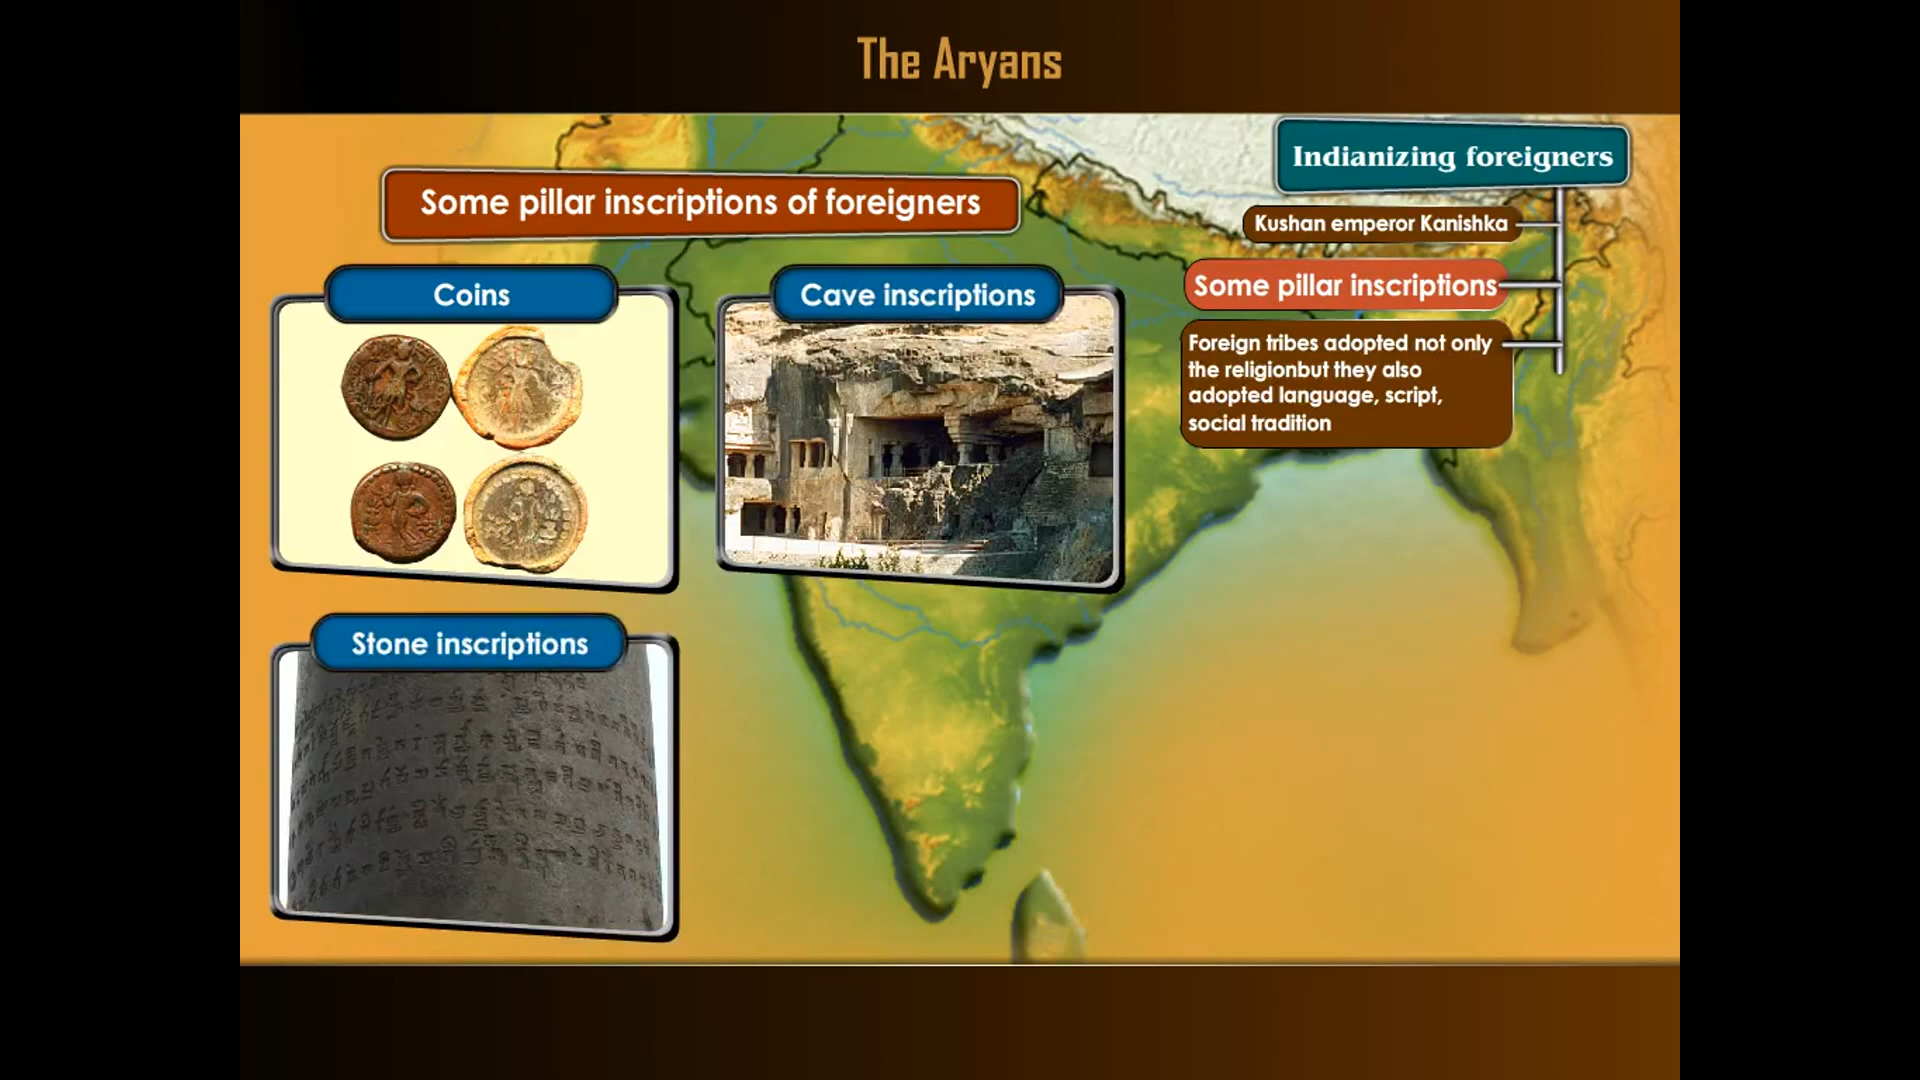 The Aryans
Some pillar inscriptions of foreigners
Coins
Cave inscriptions
Stone inscriptions
Indianizing foreigners
Kushan emperor Kanishka
Some pillar inscriptions
Foreign tribes adopted not only
the religionbut they also
adopted language, script,
social tradition